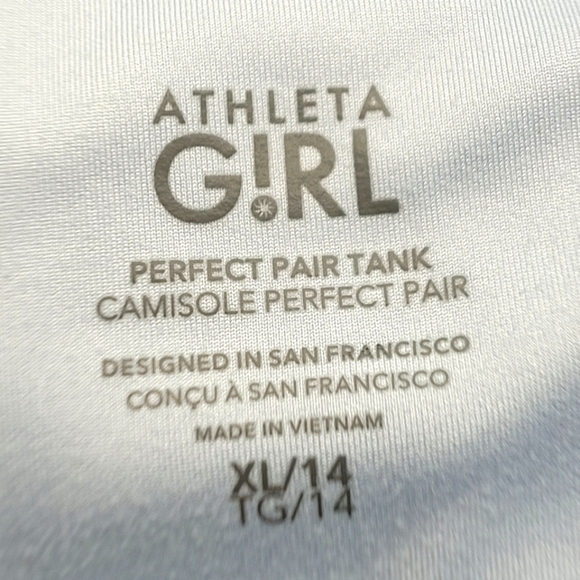 ATHLETA
G!RL
PERFECT PAIR TANK
CAMISOLE PERFECT PAIR
DESIGNED IN SAN FRANCISCO
CONÇU À SAN FRANCISCO
MADE IN VIETNAM
XL/14
TG/14